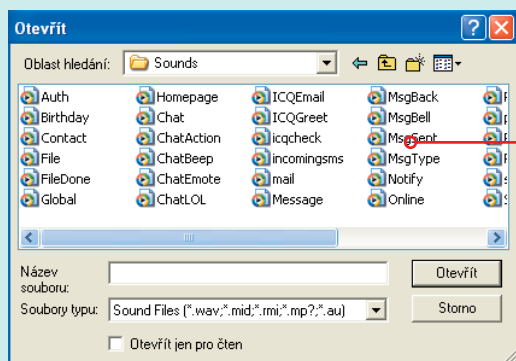 Otevřít
Oblast hledání: Sounds
Auth Homepage ICQEmail MsgBack
Birthday Chat ICQGreet MsgBell
Contact ChatAction icqcheck MsgSent
File ChatBeep incomingsms MsgType
FileDone ChatEmote mail Notify
Global ChatLOL Message Online
Název souboru: Otevřít
Soubory typu: Sound Files (*.wav;*.mid;*.rmi;*.mp?;*.au) Storno
Otevřít jen pro čten